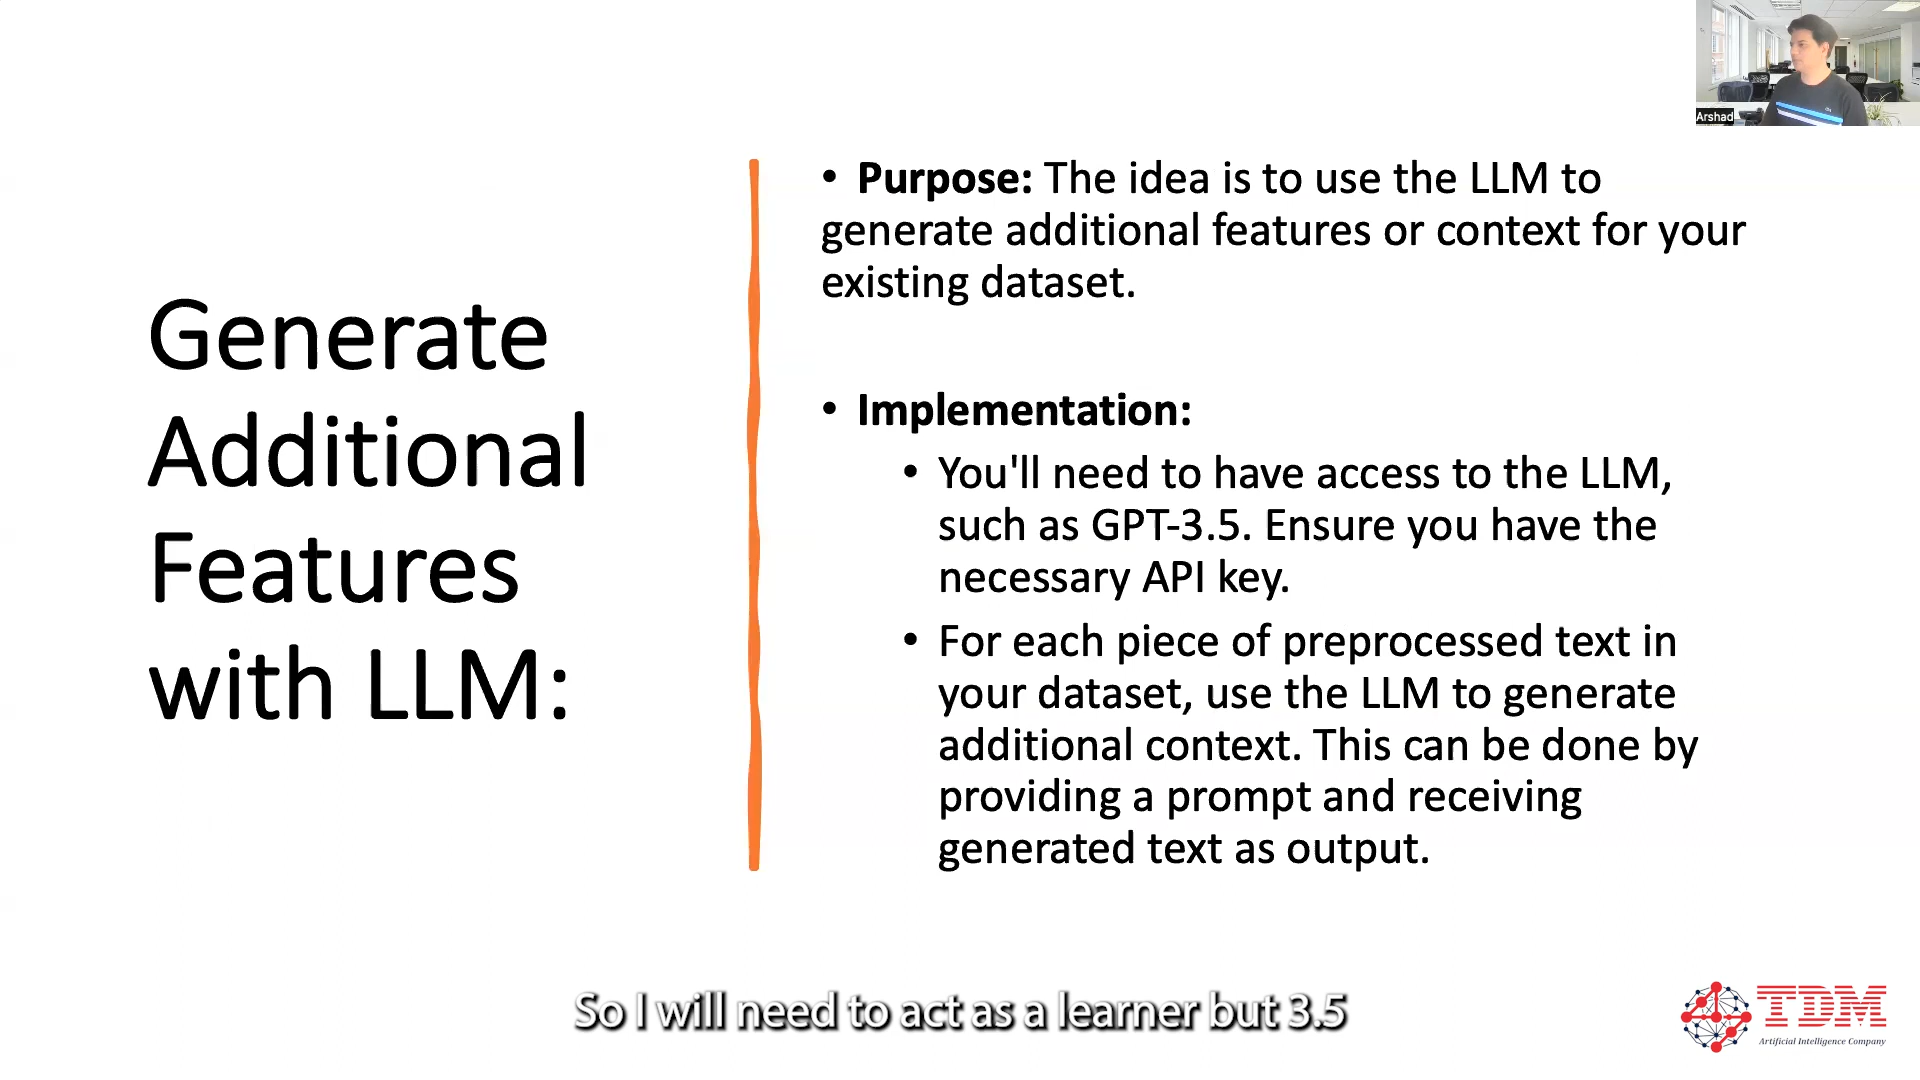 Arshad
Generate
Additional
Features
with LLM:
• Purpose: The idea is to use the LLM to
generate additional features or context for your
existing dataset.
• Implementation:
• You'll need to have access to the LLM,
such as GPT-3.5. Ensure you have the
necessary API key.
• For each piece of preprocessed text in
your dataset, use the LLM to generate
additional context. This can be done by
providing a prompt and receiving
generated text as output.
So I will need to act as a learner but 3.5
TDM
Artificial Intelligence Company